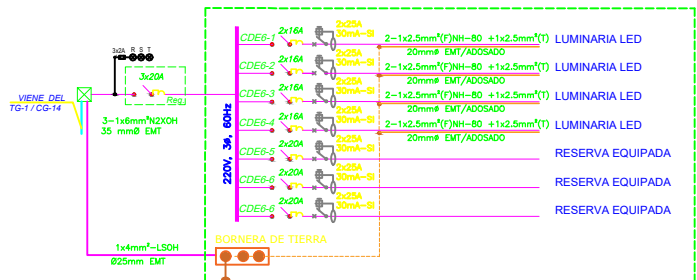 3x2A R S T
3x20A
Reg.
VIENE DEL
TG-1 / CG-14
3-1x6mm²N2XOH
35 mmØ EMT
1x4mm²-LSOH
Ø25mm EMT
220V, 3ø, 60Hz
CDE6-1 2x16A 2x25A 30mA-SI 2-1x2.5mm²(F)NH-80 +1x2.5mm²(T) LUMINARIA LED
20mmø EMT/ADOSADO
CDE6-2 2x16A 2x25A 30mA-SI 2-1x2.5mm²(F)NH-80 +1x2.5mm²(T) LUMINARIA LED
20mmø EMT/ADOSADO
CDE6-3 2x16A 2x25A 30mA-SI 2-1x2.5mm²(F)NH-80 +1x2.5mm²(T) LUMINARIA LED
20mmø EMT/ADOSADO
CDE6-4 2x16A 2x25A 30mA-SI 2-1x2.5mm²(F)NH-80 +1x2.5mm²(T) LUMINARIA LED
20mmø EMT/ADOSADO
CDE6-5 2x20A 2x25A 30mA-SI RESERVA EQUIPADA
CDE6-6 2x20A 2x25A 30mA-SI RESERVA EQUIPADA
CDE6-6 2x20A 2x25A 30mA-SI RESERVA EQUIPADA
BORNERA DE TIERRA